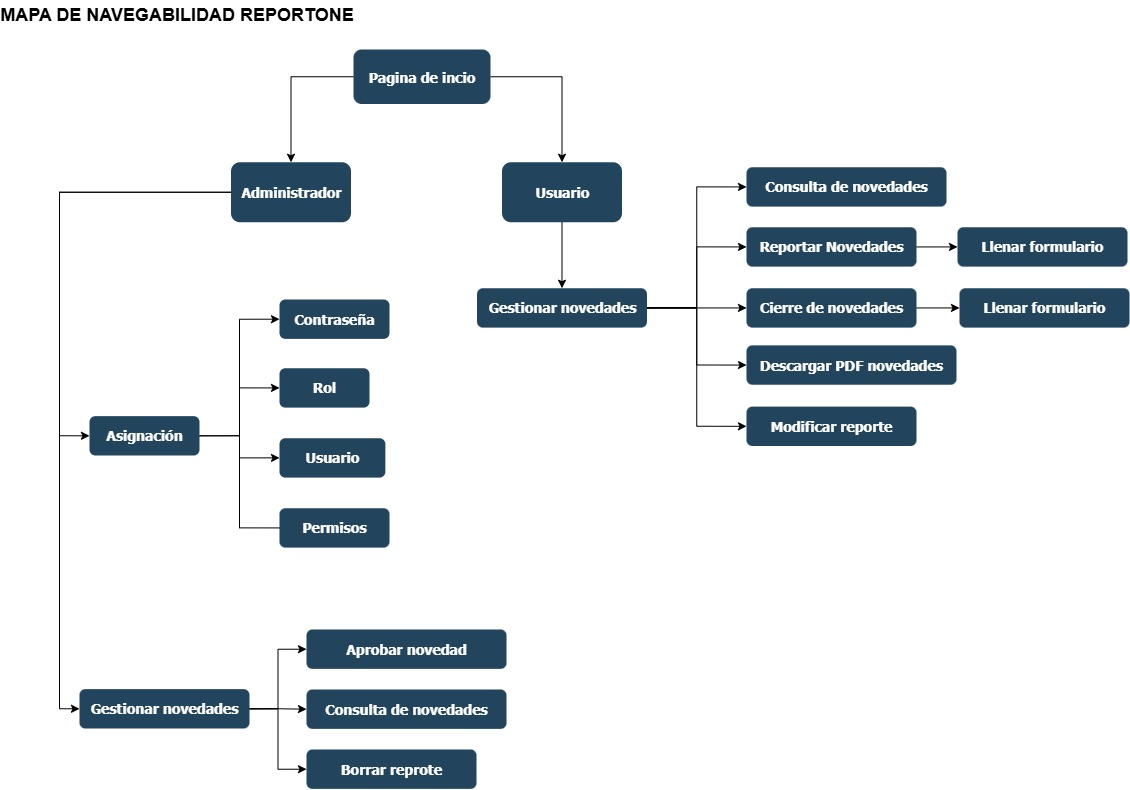 MAPA DE NAVEGABILIDAD REPORTONE
Pagina de incio
Administrador
Usuario
Consulta de novedades
Reportar Novedades
Llenar formulario
Gestionar novedades
Cierre de novedades
Llenar formulario
Descargar PDF novedades
Modificar reporte
Contraseña
Rol
Asignación
Usuario
Permisos
Aprobar novedad
Gestionar novedades
Consulta de novedades
Borrar reprote